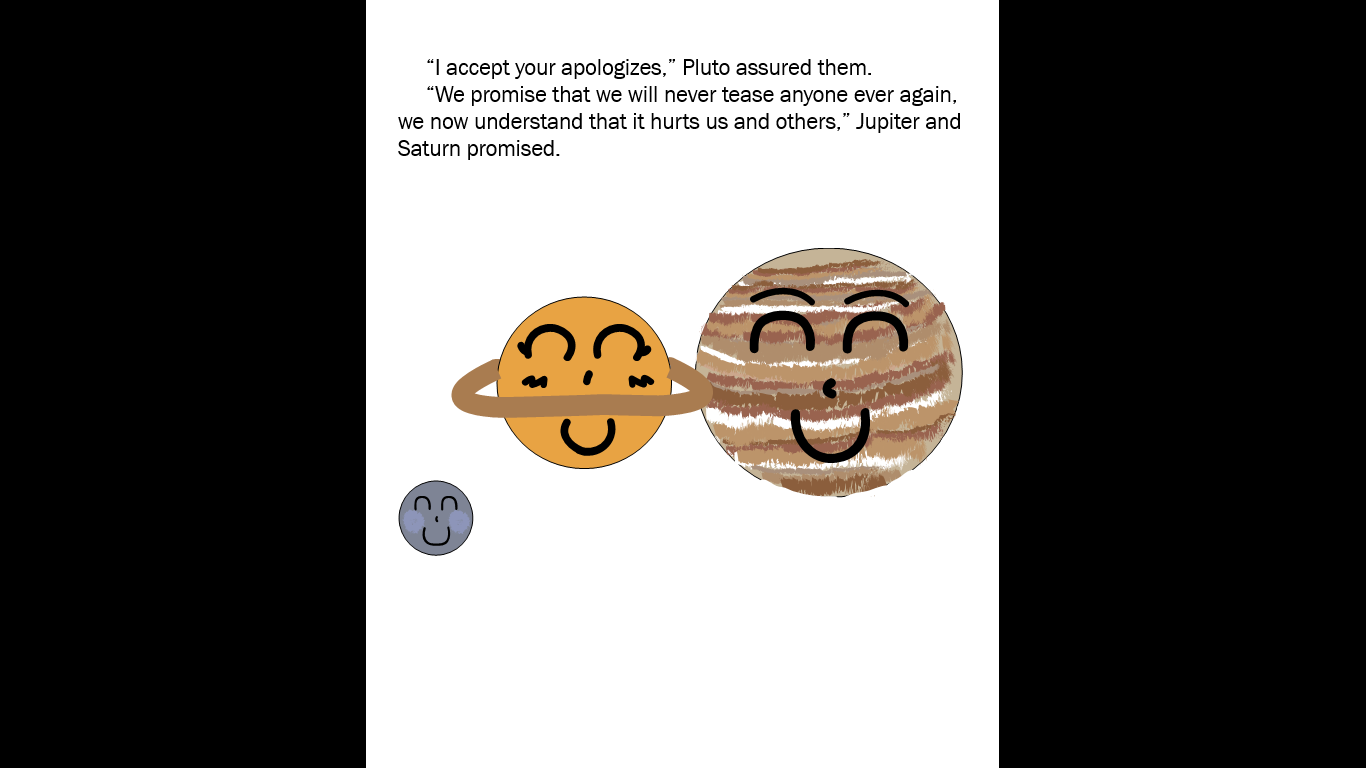 “I accept your apologizes,” Pluto assured them.
“We promise that we will never tease anyone ever again,
we now understand that it hurts us and others,” Jupiter and
Saturn promised.